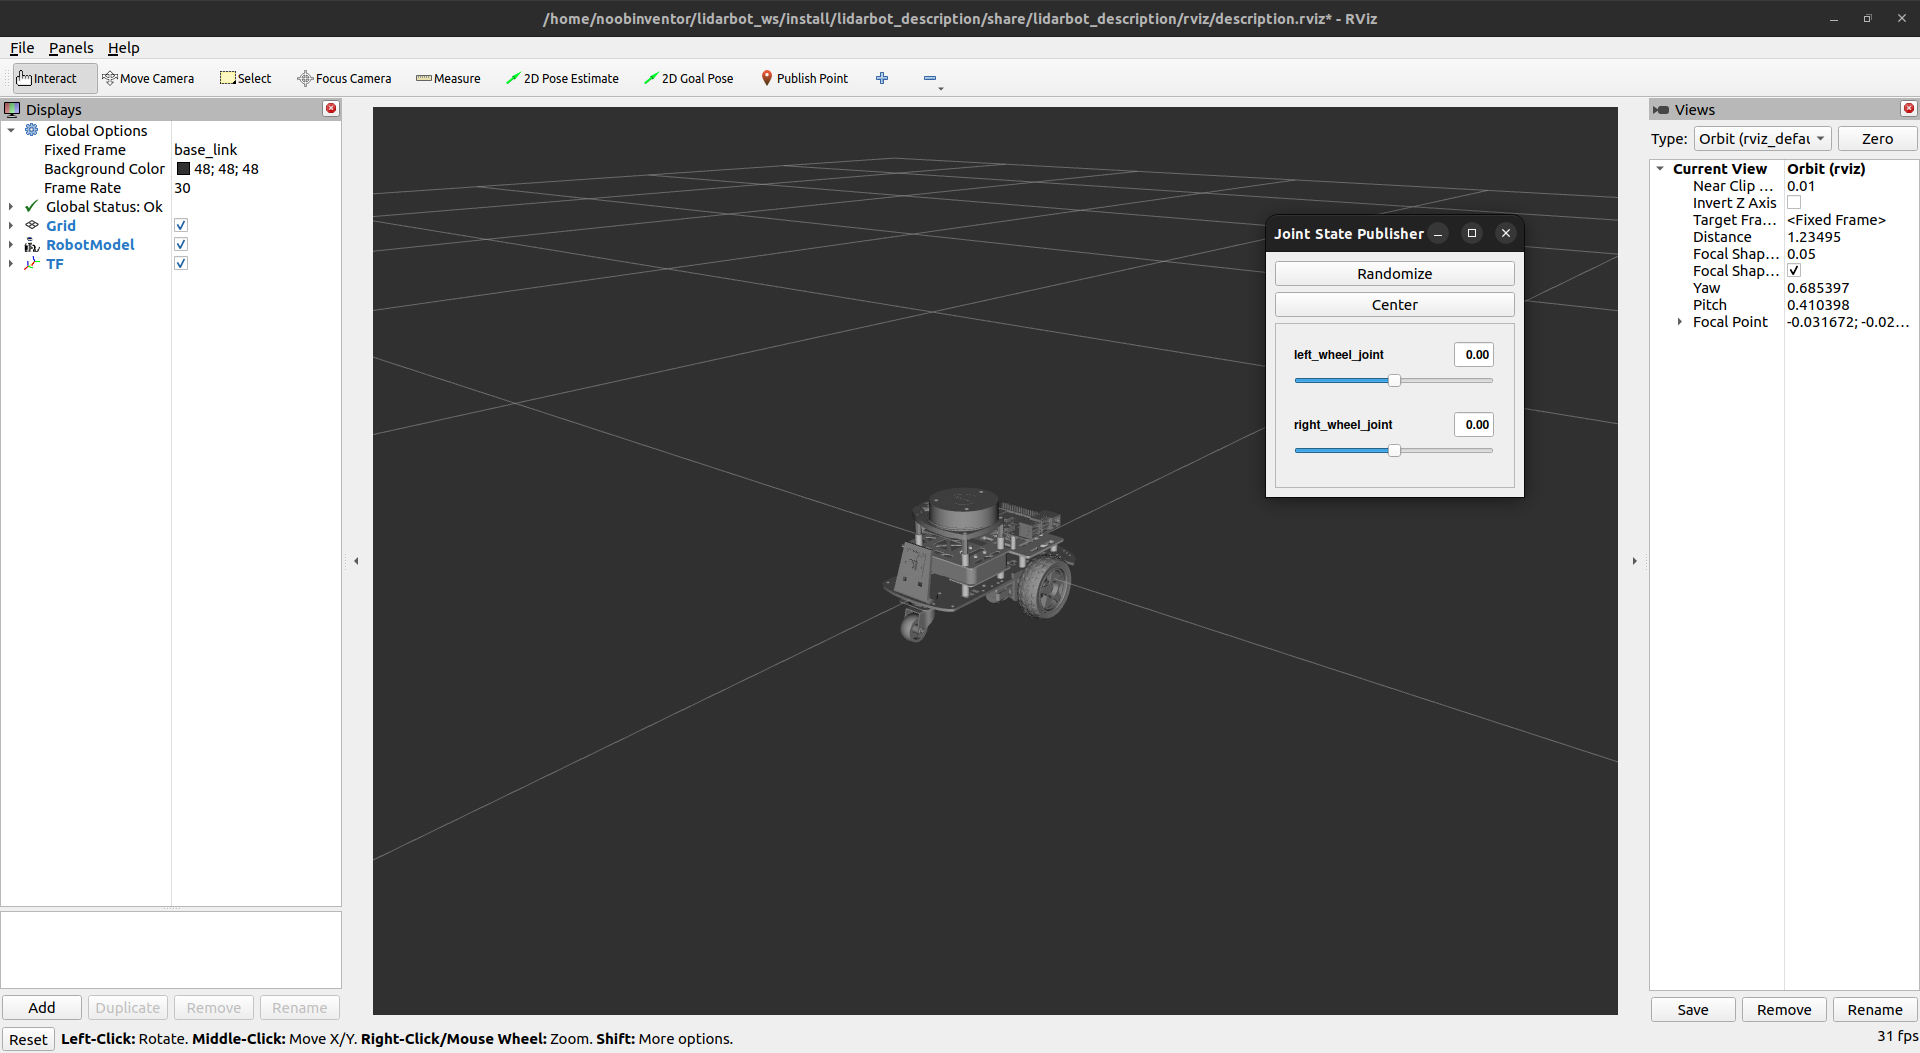 /home/noobinventor/lidarbot_ws/install/lidarbot_description/share/lidarbot_description/rviz/description.rviz* - RViz
File Panels Help
Interact Move Camera Select Focus Camera Measure 2D Pose Estimate 2D Goal Pose Publish Point
Displays
Global Options
Fixed Frame base_link
Background Color 48; 48; 48
Frame Rate 30
Global Status: Ok
Grid
RobotModel
TF
Add Duplicate Remove Rename
Joint State Publisher
Randomize
Center
left_wheel_joint 0.00
right_wheel_joint 0.00
Views
Type: Orbit (rviz_defau Zero
Current View Orbit (rviz)
Near Clip ... 0.01
Invert Z Axis
Target Fra... <Fixed Frame>
Distance 1.23495
Focal Shap... 0.05
Focal Shap...
Yaw 0.685397
Pitch 0.410398
Focal Point -0.031672; -0.02...
Save Remove Rename
Reset Left-Click: Rotate. Middle-Click: Move X/Y. Right-Click/Mouse Wheel: Zoom. Shift: More options.
31 fps